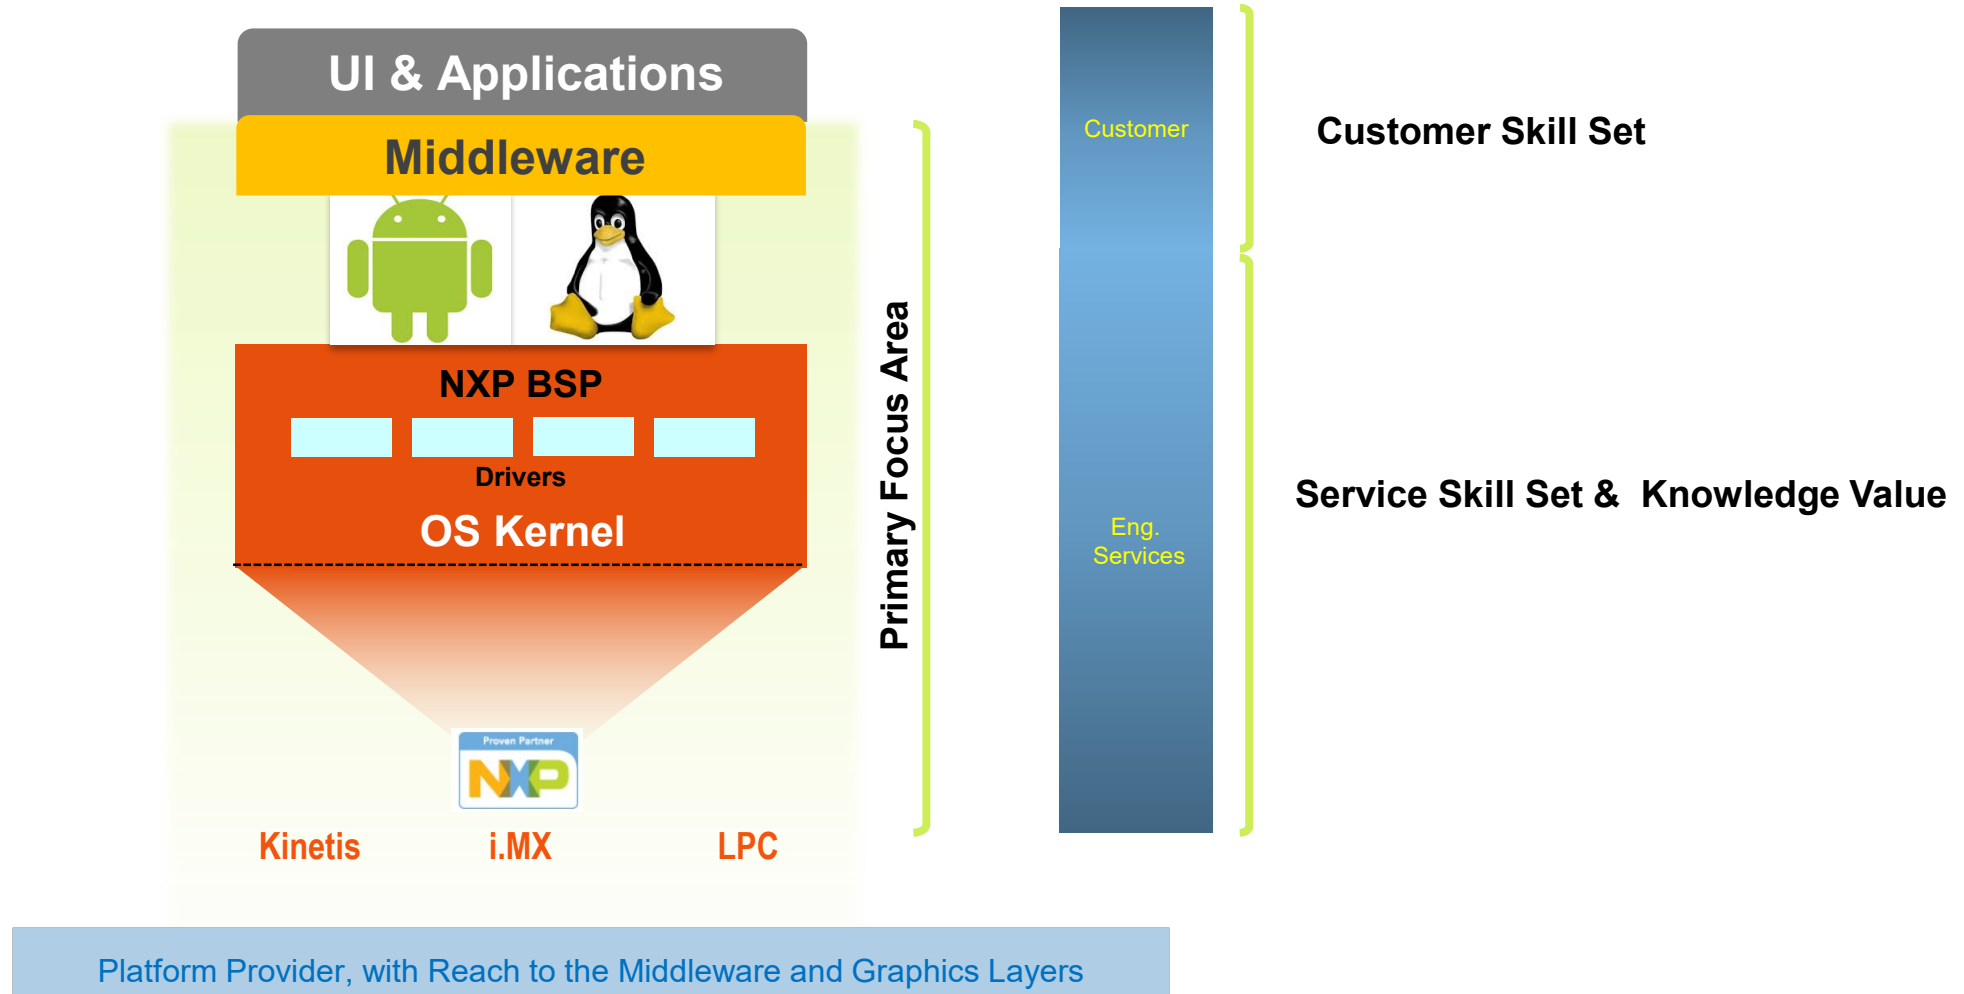 UI & Applications
Middleware
NXP BSP
Drivers
OS Kernel
Proven Partner
NXP
Kinetis
i.MX
LPC
Primary Focus Area
Customer
Eng.
Services
Customer Skill Set
Service Skill Set & Knowledge Value
Platform Provider, with Reach to the Middleware and Graphics Layers